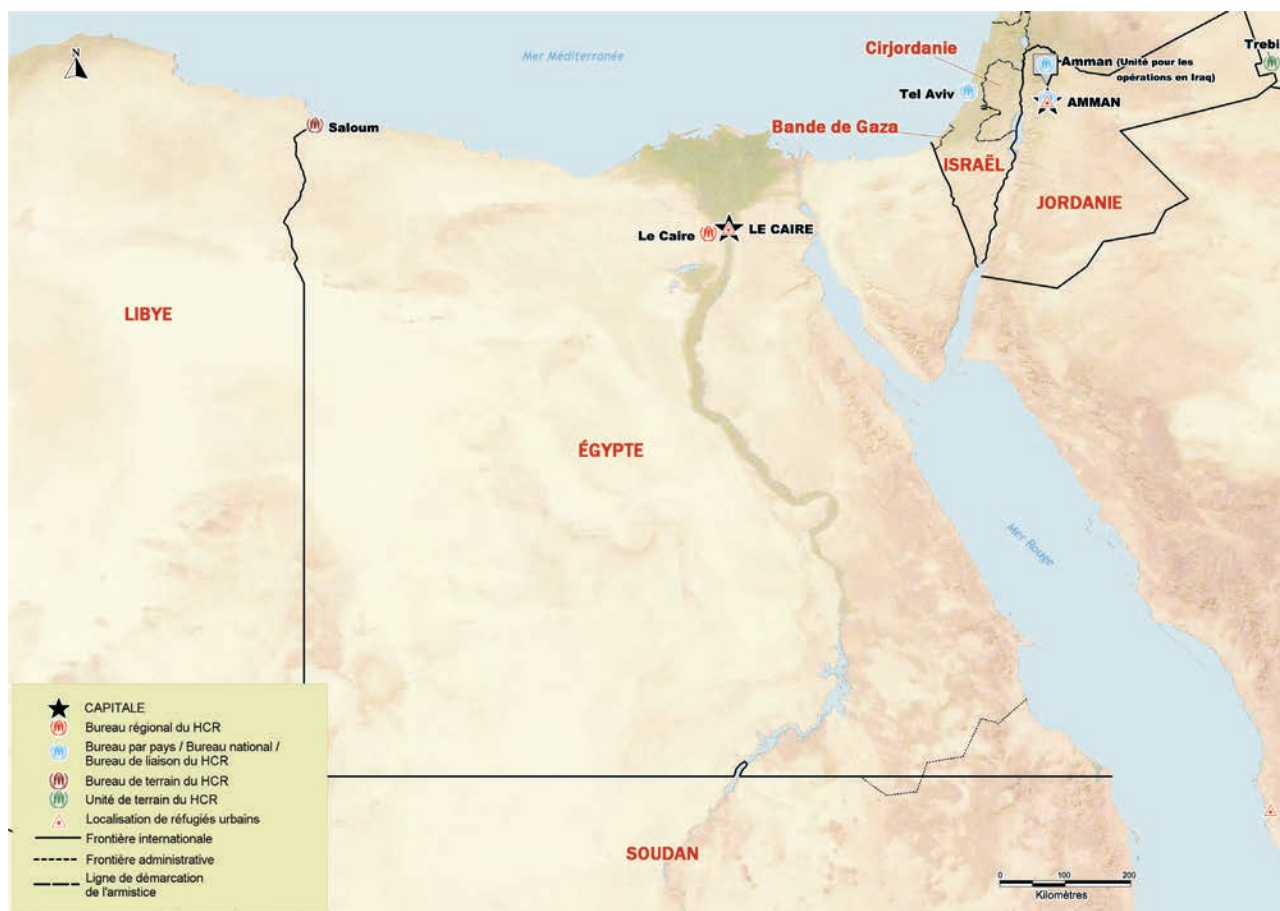 N
Mer Méditerranée
Cirjordanie
Amman (Unité pour les
opérations en Iraq)
Trebi
Tel Aviv
AMMAN
Saloum
Bande de Gaza
ISRAËL
JORDANIE
Le Caire
LE CAIRE
LIBYE
ÉGYPTE
Mer Rouge
SOUDAN
CAPITALE
Bureau régional du HCR
Bureau par pays / Bureau national /
Bureau de liaison du HCR
Bureau de terrain du HCR
Unité de terrain du HCR
Localisation de réfugiés urbains
Frontière internationale
Frontière administrative
Ligne de démarcation
de l'armistice
0 100 200
Kilomètres